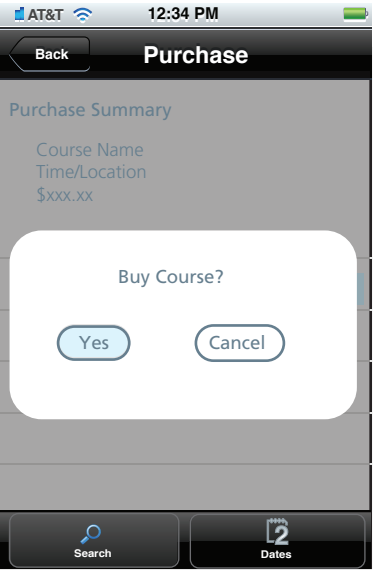 AT&T 12:34 PM
Back Purchase
Purchase Summary
Course Name
Time/Location
$xxx.xx
Buy Course?
Yes Cancel
2
Search Dates